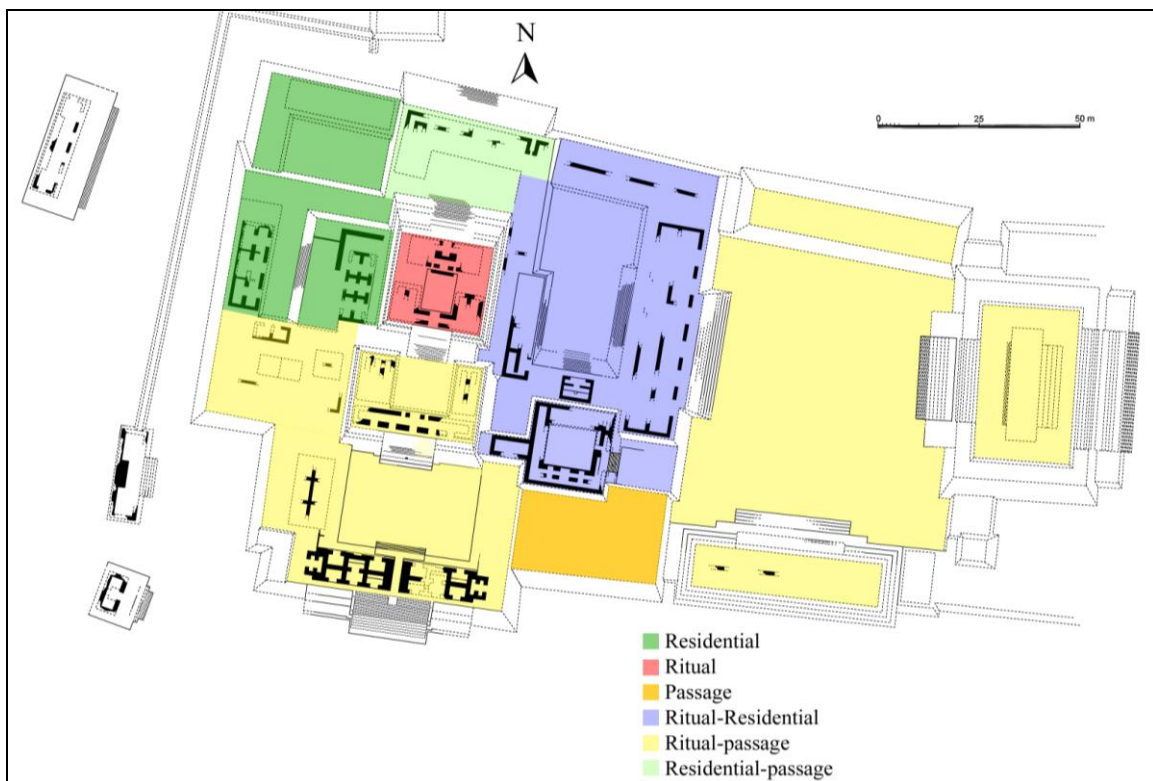 N
0 25 50 m
Residential
Ritual
Passage
Ritual-Residential
Ritual-passage
Residential-passage